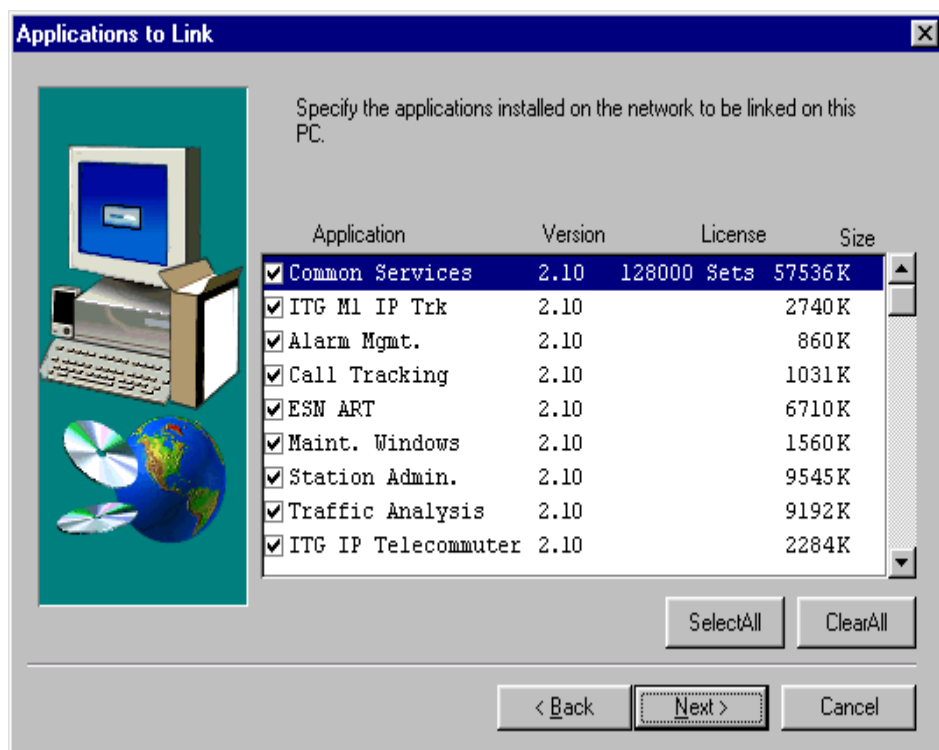 Applications to Link
Specify the applications installed on the network to be linked on this
PC.
Application Version License Size
Common Services 2.10 128000 Sets 57536K
ITG M1 IP Trk 2.10 2740K
Alarm Mgmt. 2.10 860K
Call Tracking 2.10 1031K
ESN ART 2.10 6710K
Maint. Windows 2.10 1560K
Station Admin. 2.10 9545K
Traffic Analysis 2.10 9192K
ITG IP Telecommuter 2.10 2284K
SelectAll ClearAll
< Back Next > Cancel